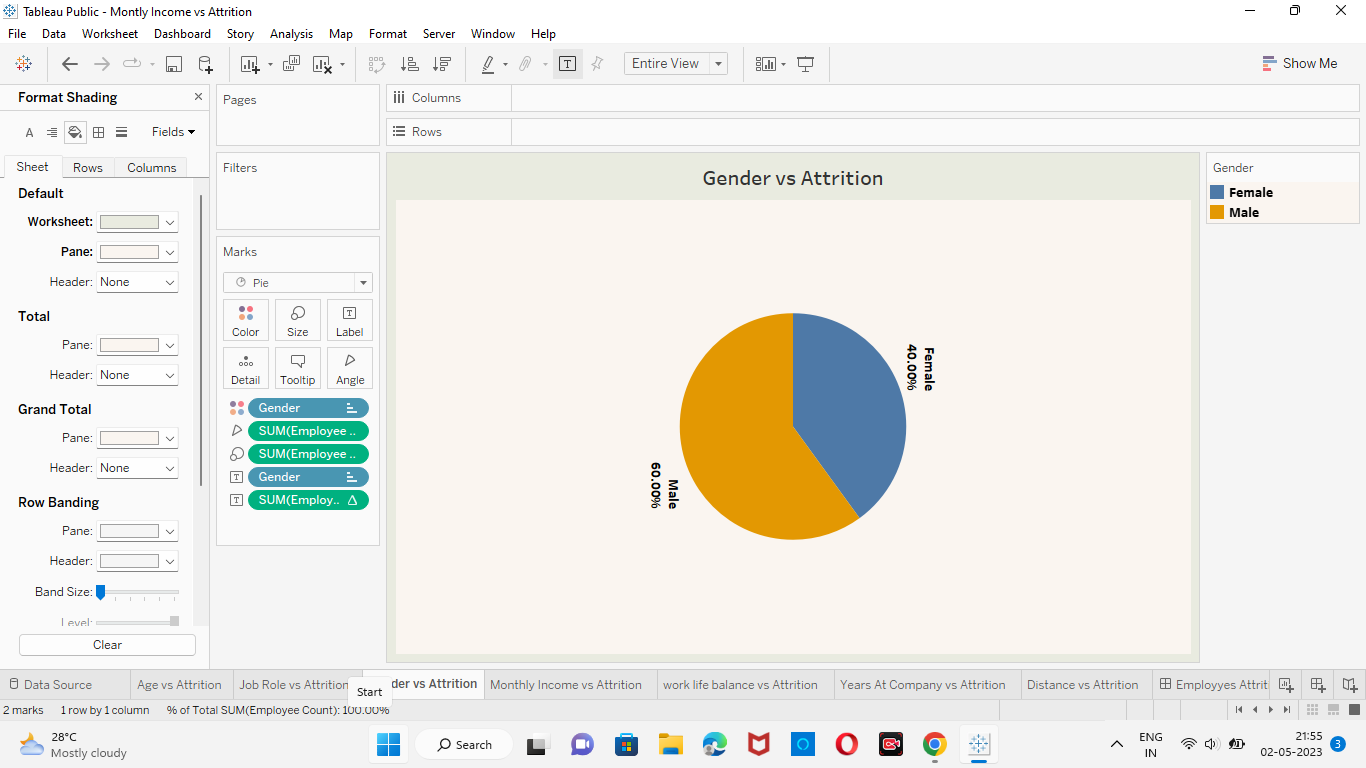 Tableau Public - Montly Income vs Attrition
File Data Worksheet Dashboard Story Analysis Map Format Server Window Help
Entire View
Show Me
Format Shading
A Fields
Sheet Rows Columns
Default
Worksheet:
Pane:
Header: None
Total
Pane:
Header: None
Grand Total
Pane:
Header: None
Row Banding
Pane:
Header:
Band Size:
Level:
Clear
Pages
Filters
Marks
Pie
Color Size Label
Detail Tooltip Angle
Gender
SUM(Employee ..
SUM(Employee ..
T Gender
T SUM(Employ.. Δ
Columns
Rows
Gender vs Attrition
Female
40.00%
Male
60.00%
Gender
Female
Male
Data Source Age vs Attrition Job Role vs Attrition der vs Attrition Monthly Income vs Attrition work life balance vs Attrition Years At Company vs Attrition Distance vs Attrition Employyes Attrit
Start
2 marks 1 row by 1 column % of Total SUM(Employee Count): 100.00%
28°C
Mostly cloudy
Search
ENG
IN
21:55
02-05-2023
3